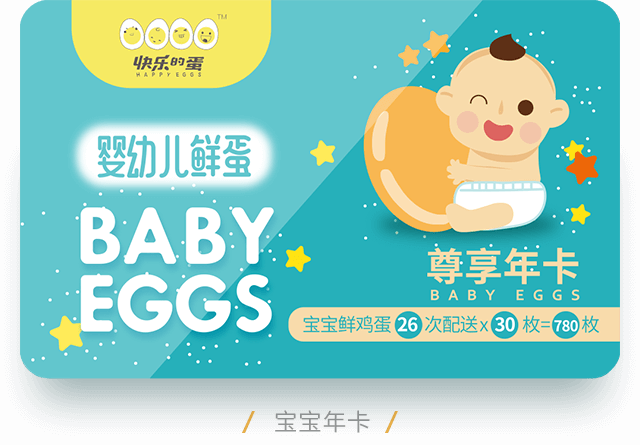 TM
快乐的蛋
HAPPY EGGS
婴幼儿鲜蛋
BABY
EGGS
尊享年卡
BABY EGGS
宝宝鲜鸡蛋26次配送x30枚=780枚
/ 宝宝年卡 /